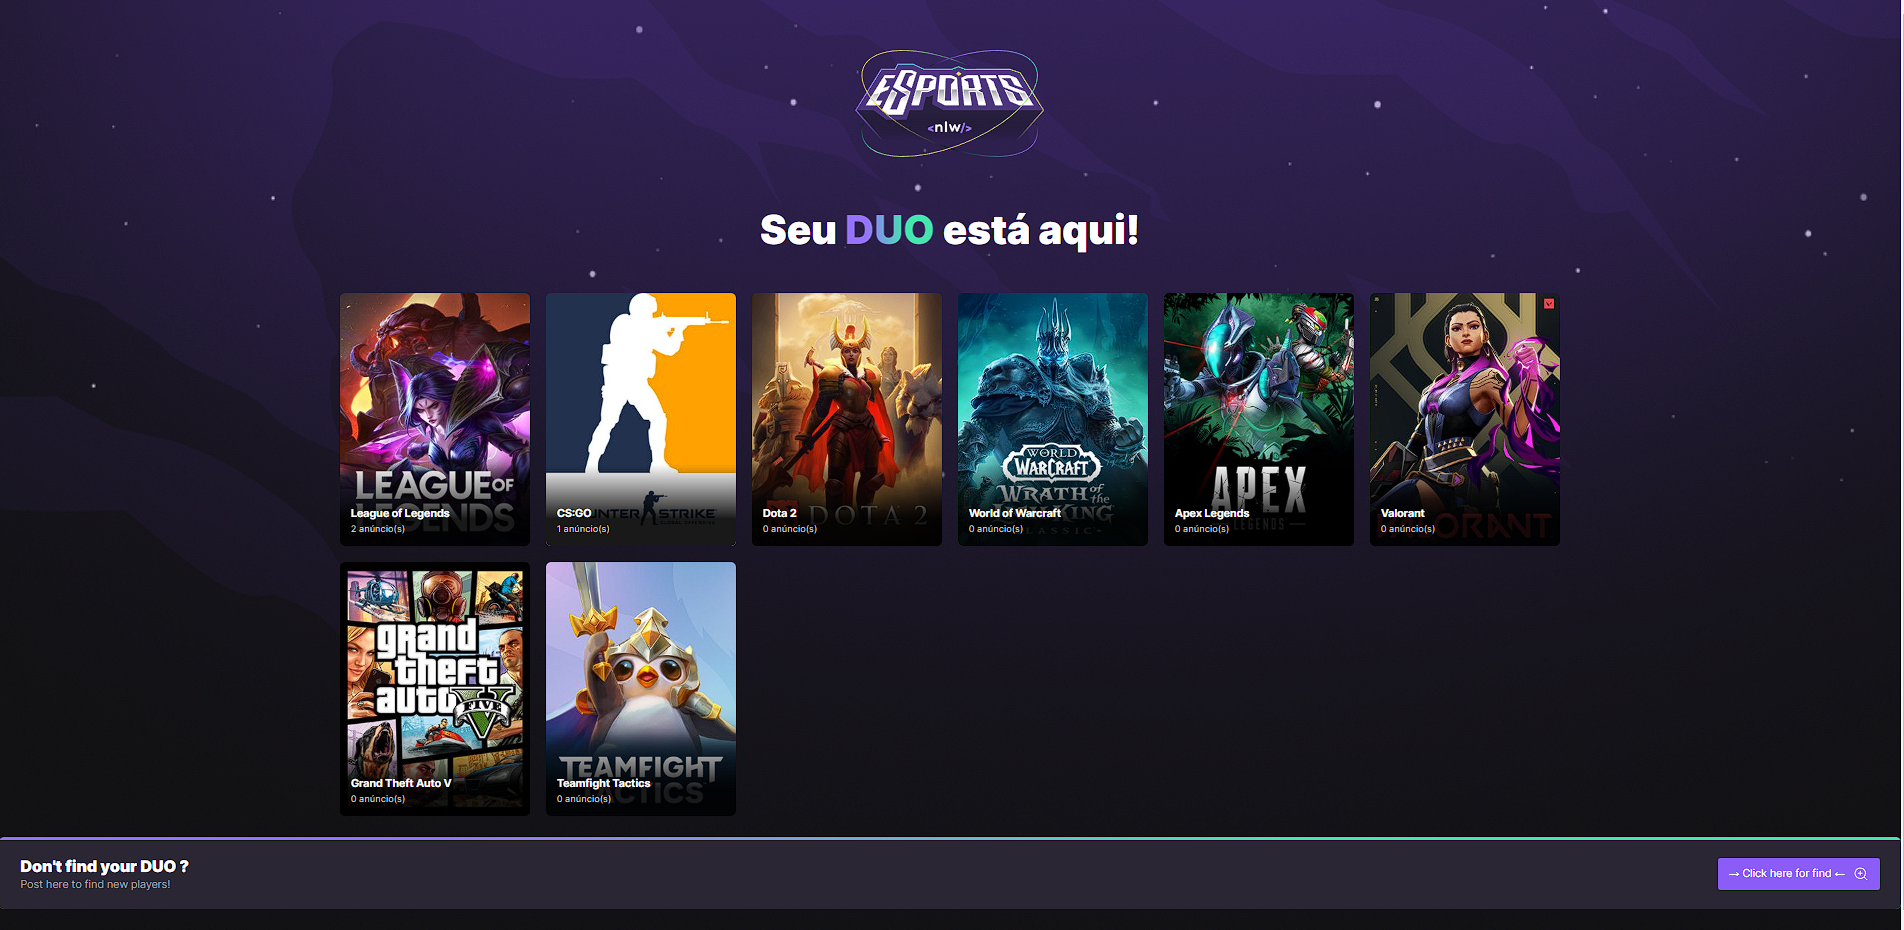 ESPORTS
<nlw/>
Seu DUO está aqui!
LEAGUE OF
LEGENDS
League of Legends
2 anúncio(s)
COUNTER STRIKE
GLOBAL OFFENSIVE
CS:GO
1 anúncio(s)
DOTA 2
Dota 2
0 anúncio(s)
WORLD
WARCRAFT
WRATH of the
KING
CLASSIC
World of Warcraft
0 anúncio(s)
APEX
LEGENDS
Apex Legends
0 anúncio(s)
VALORANT
Valorant
0 anúncio(s)
grand
theft
auto V
FIVE
Grand Theft Auto V
0 anúncio(s)
TEAMFIGHT
TACTICS
Teamfight Tactics
0 anúncio(s)
Don't find your DUO ?
Post here to find new players!
→ Click here for find ←